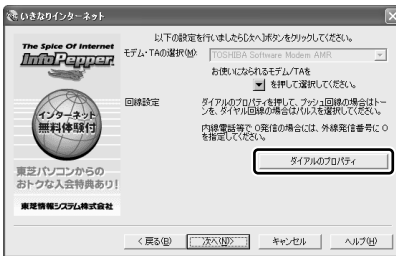 いきなりインターネット
The Spice Of Internet
InfoPepper
インターネット
無料体験付
東芝パソコンからの
おトクな入会特典あり!
東芝情報システム株式会社
以下の設定を行いましたら[次へ]ボタンをクリックしてください。
モデム・TAの選択(M):
TOSHIBA Software Modem AMR
お使いになられるモデム/TAを
を押して選択してください。
回線設定
ダイアルのプロパティを押して、プッシュ回線の場合はトー
ンを、ダイヤル回線の場合はパルスを選択してください。
内線電話等で 0発信の場合には、外線発信番号に 0
を指定してください。
ダイアルのプロパティ
< 戻る(B)
次へ(N)>
キャンセル
ヘルプ(H)